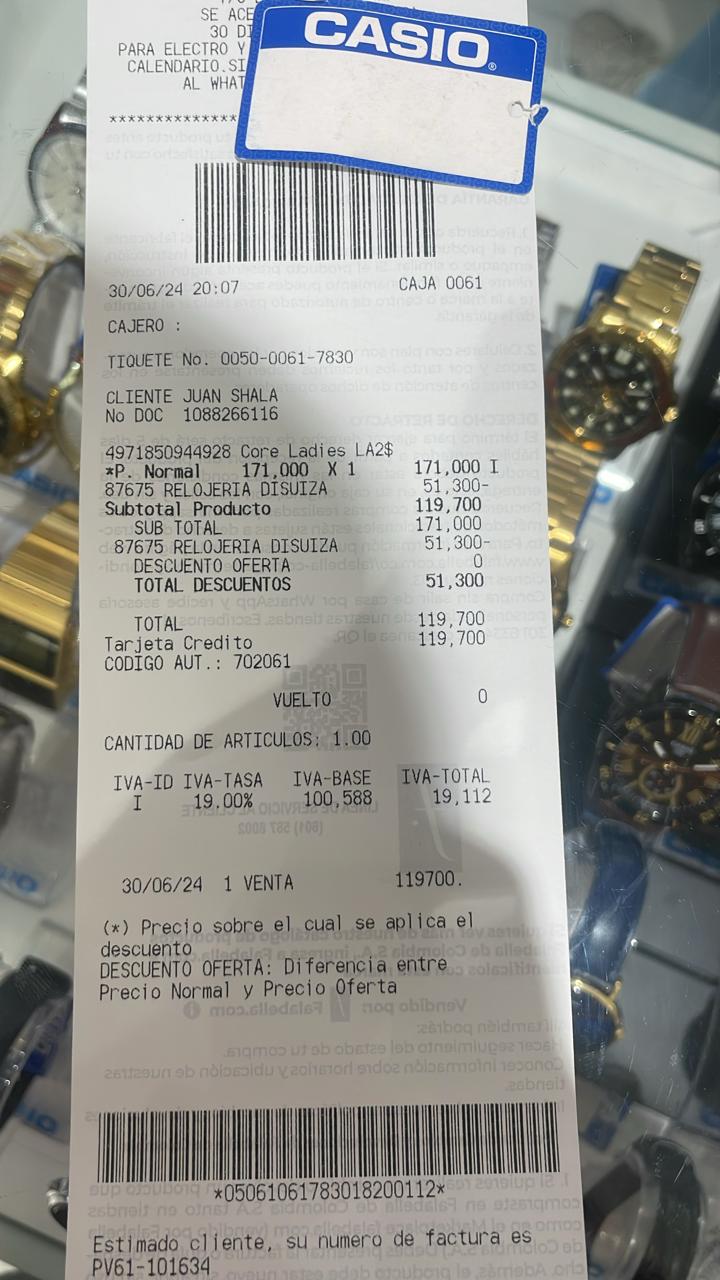 SE ACE
30 DI
PARA ELECTRO Y
CALENDARIO.SI
AL WHAT
CASIO®
*****************
30/06/24 20:07 CAJA 0061
CAJERO :
TIQUETE No. 0050-0061-7830
CLIENTE JUAN SHALA
No DOC 1088266116
4971850944928 Core Ladies LA2$
*P. Normal 171,000 X 1 171,000 I
87675 RELOJERIA DISUIZA 51,300-
Subtotal Producto 119,700
SUB TOTAL 171,000
87675 RELOJERIA DISUIZA 51,300-
DESCUENTO OFERTA 0
TOTAL DESCUENTOS 51,300
TOTAL 119,700
Tarjeta Credito 119,700
CODIGO AUT.: 702061
VUELTO 0
CANTIDAD DE ARTICULOS: 1.00
IVA-ID IVA-TASA IVA-BASE IVA-TOTAL
I 19.00% 100,588 19,112
30/06/24 1 VENTA 119700.
(*) Precio sobre el cual se aplica el
descuento
DESCUENTO OFERTA: Diferencia entre
Precio Normal y Precio Oferta
*05061061783018200112*
Estimado cliente, su numero de factura es
PV61-101634